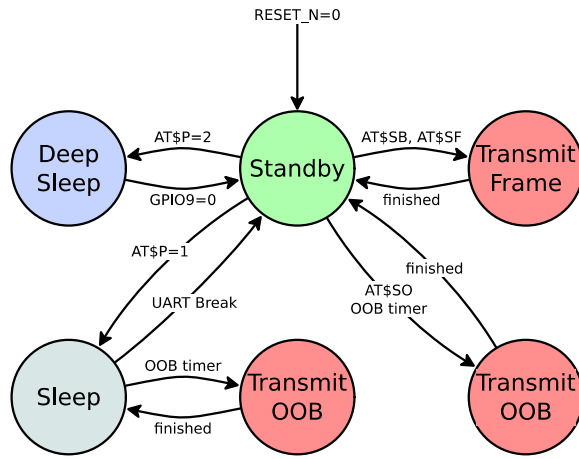 RESET_N=0
AT$P=2
AT$SB, AT$SF
Deep
Sleep
Standby
Transmit
Frame
GPIO9=0
finished
AT$P=1
finished
UART Break
AT$SO
OOB timer
OOB timer
Sleep
Transmit
OOB
Transmit
OOB
finished